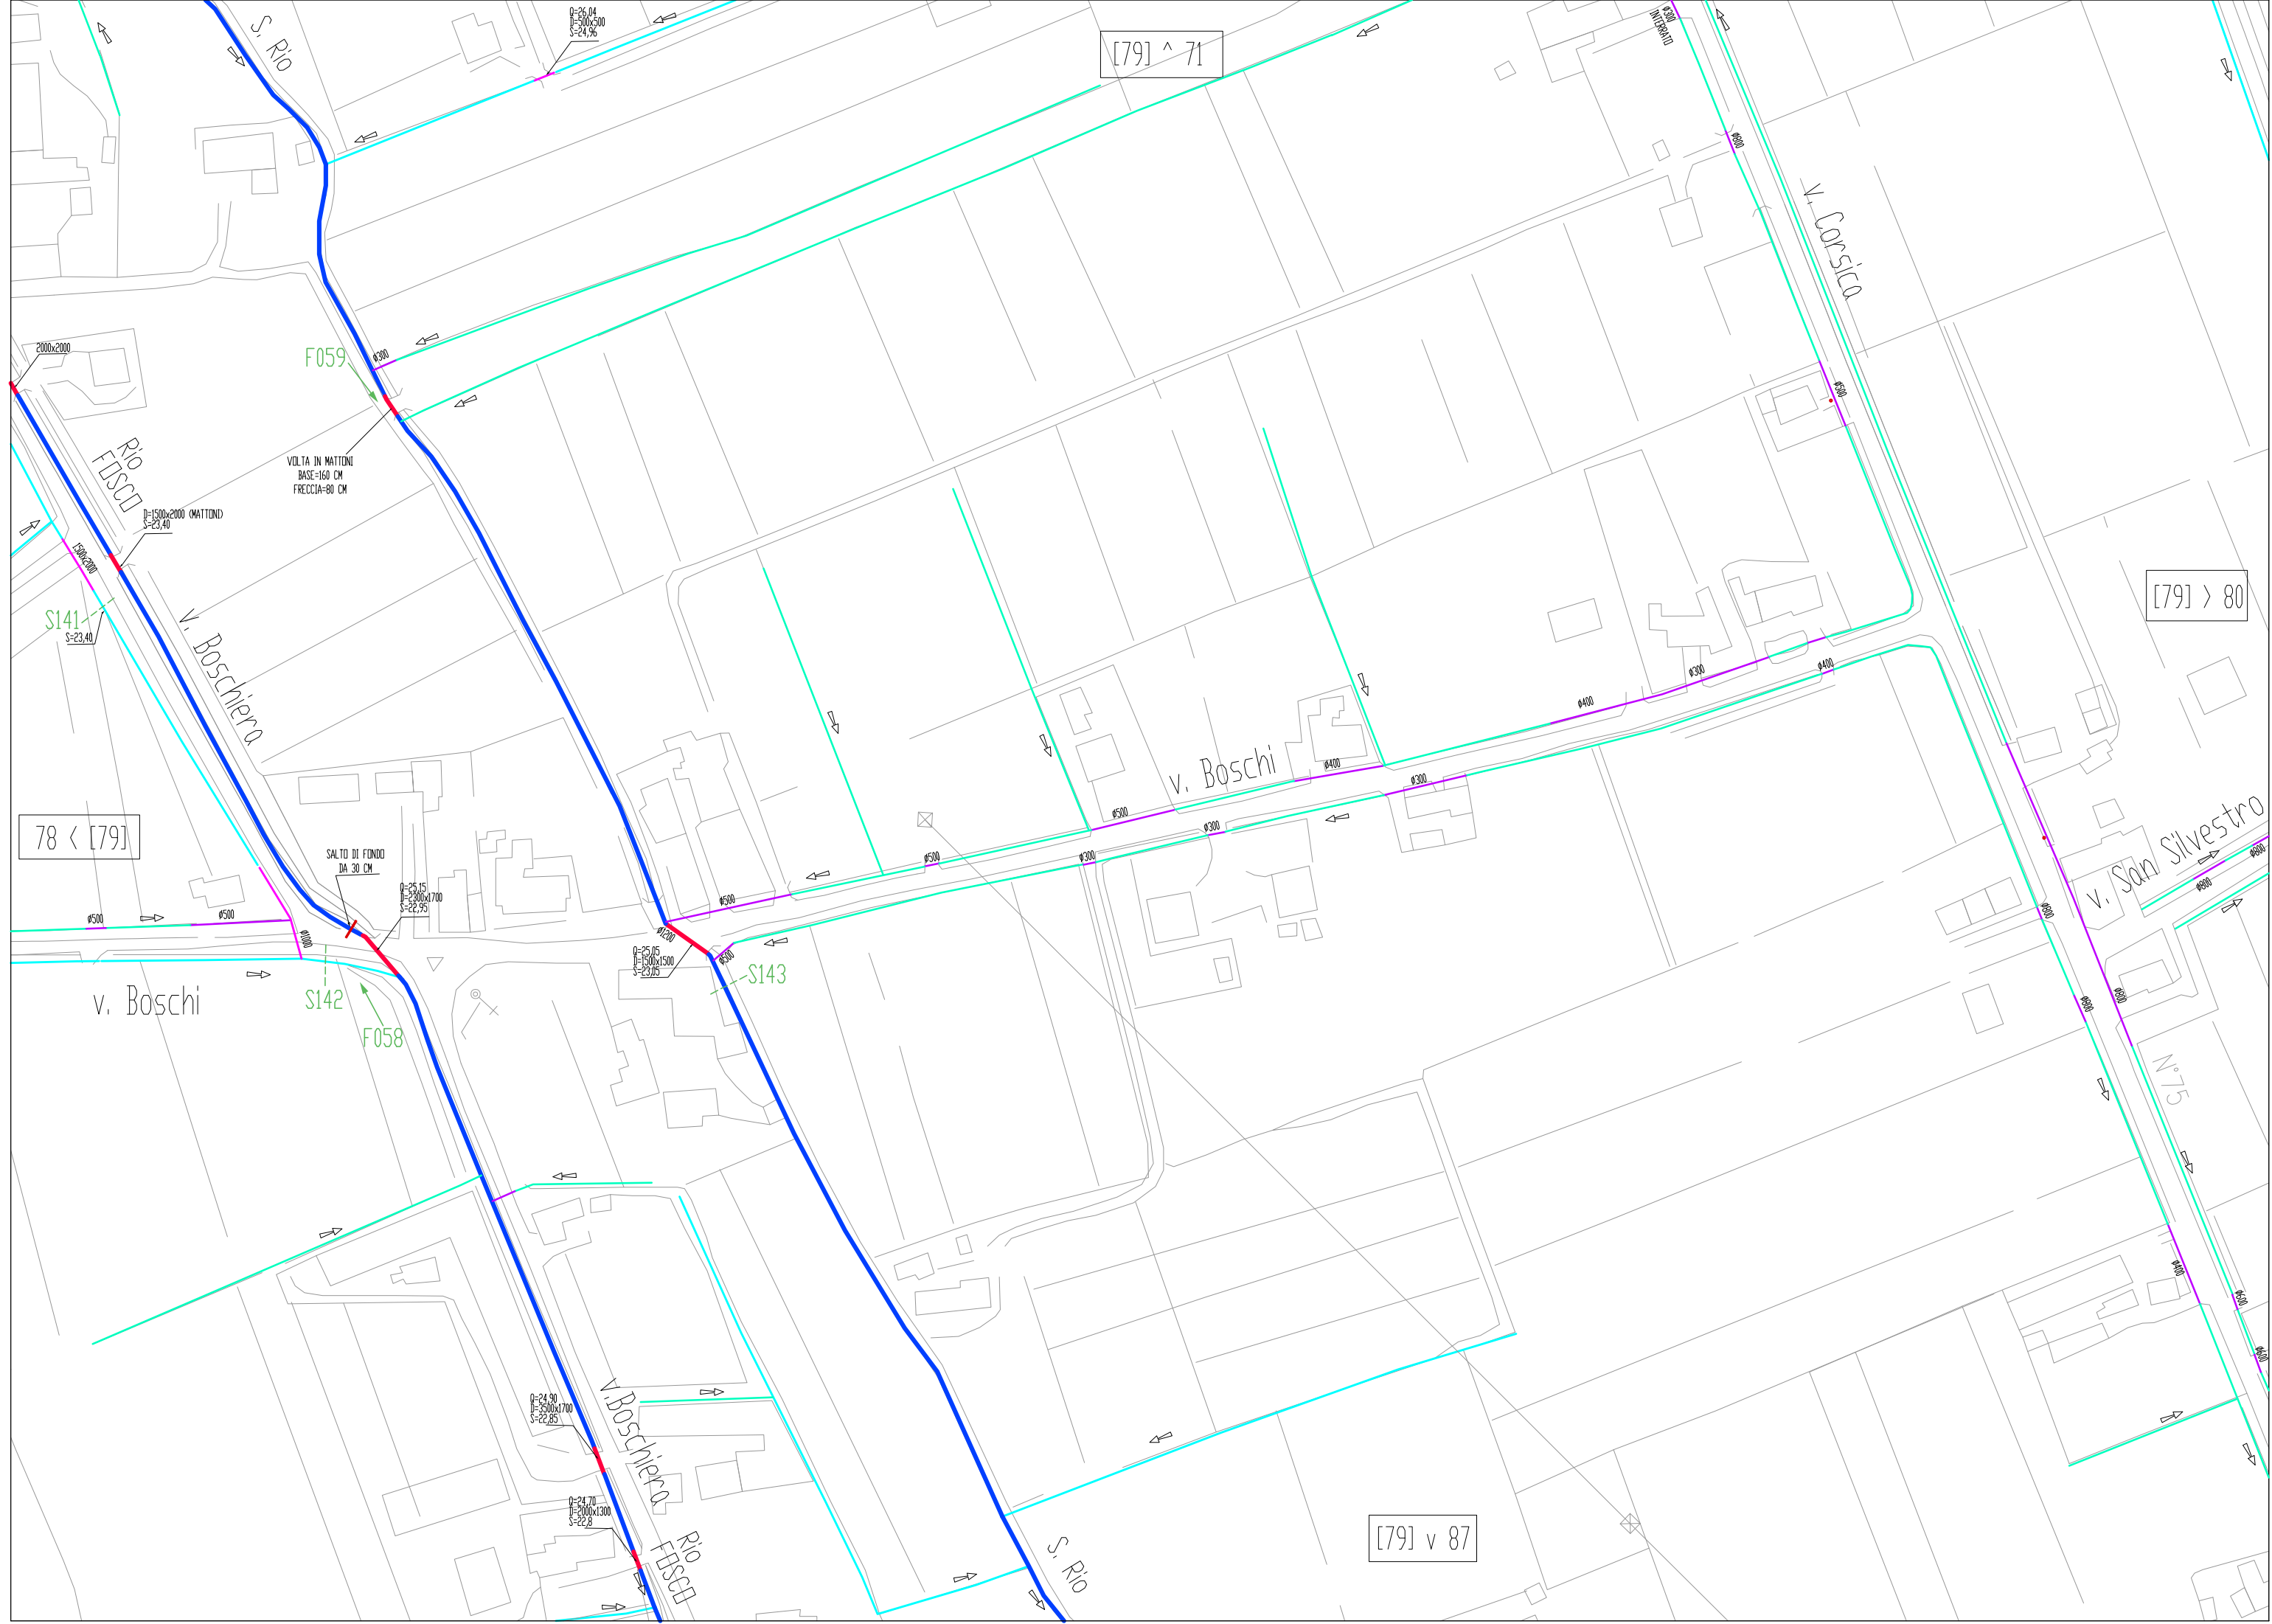 S. Rio
Q=26,04
D=500x500
S=24,96
[79] ^ 71
ø300
INTERRATO
ø800
v. Corsica
2000x2000
F059
ø300
ø500
VOLTA IN MATTONI
BASE=160 CM
FRECCIA=80 CM
Rio
Fosco
D=1500x2000 (MATTONI)
S=23,40
1500x2000
S141
S=23,40
v. Boschiera
[79] > 80
ø400
ø300
ø400
v. Boschi
ø400
ø300
ø500
ø300
78 < [79]
SALTO DI FONDO
DA 30 CM
ø500
ø300
Q=25,15
D=2300x1700
S=22,95
v. San Silvestro
ø800
ø800
ø500
ø500
ø500
ø1000
ø1200
ø800
Q=25,05
D=1500x1500
S=23,05
ø500
S143
S142
v. Boschi
F058
ø800
ø800
N°75
ø400
ø600
ø600
Q=24,90
D=3500x1700
S=22,85
v.Boschiera
Q=24,70
D=2000x1300
S=22,8
Rio
Fosco
S. Rio
[79] v 87